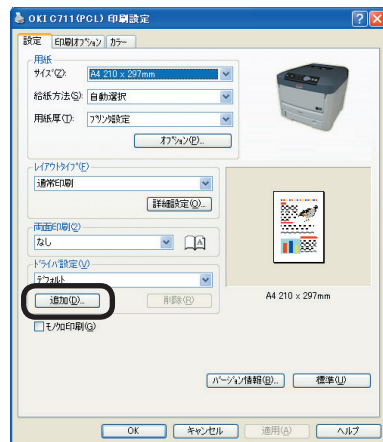 OKI C711(PCL) 印刷設定
設定 印刷オプション カラー
用紙
サイズ(Z): A4 210 x 297mm
給紙方法(S): 自動選択
用紙厚(T): プリンタ設定
オプション(P)...
レイアウトタイプ(F)
通常印刷
詳細設定(O)...
両面印刷(2)
なし
ドライバ設定(V)
デフォルト
追加(D)... 削除(R)
A4 210 x 297mm
モノクロ印刷(G)
バージョン情報(B)... 標準(U)
OK キャンセル 適用(A) ヘルプ